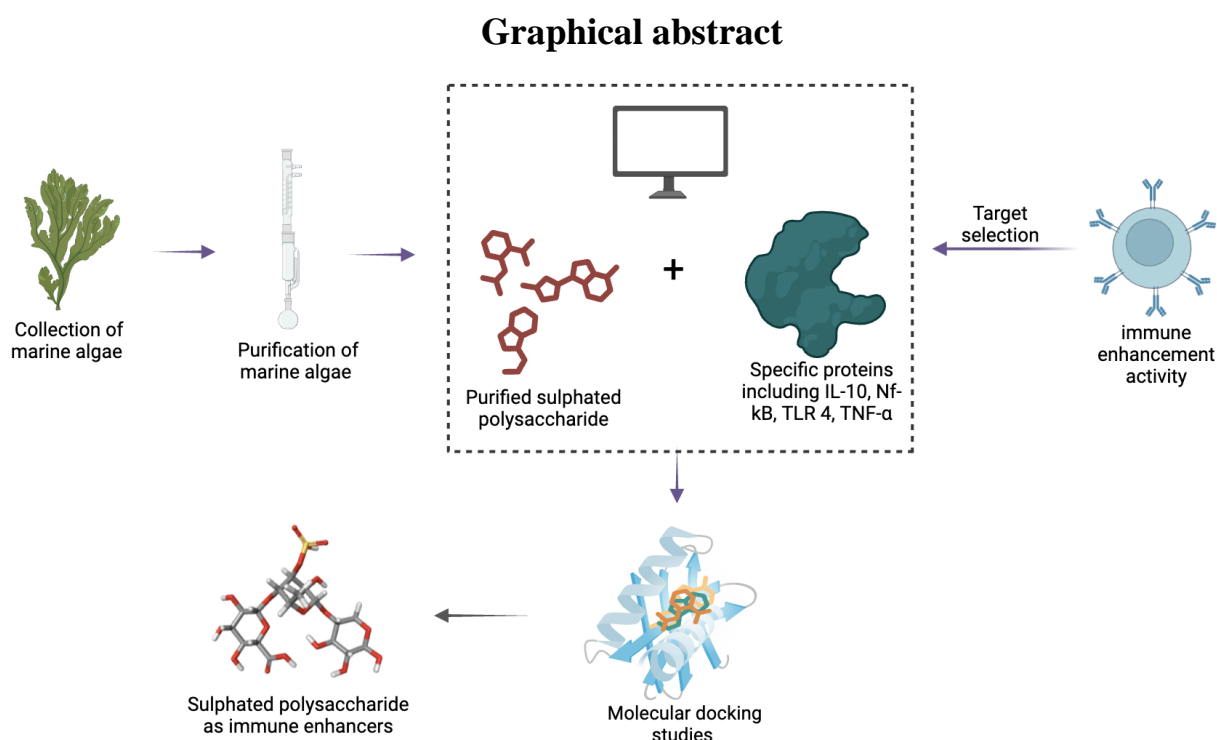 Graphical abstract
Collection of
marine algae
Purification of
marine algae
Purified sulphated
polysaccharide
+
Specific proteins
including IL-10, Nf-
kB, TLR 4, TNF-α
Target
selection
immune
enhancement
activity
Sulphated polysaccharide
as immune enhancers
Molecular docking
studies